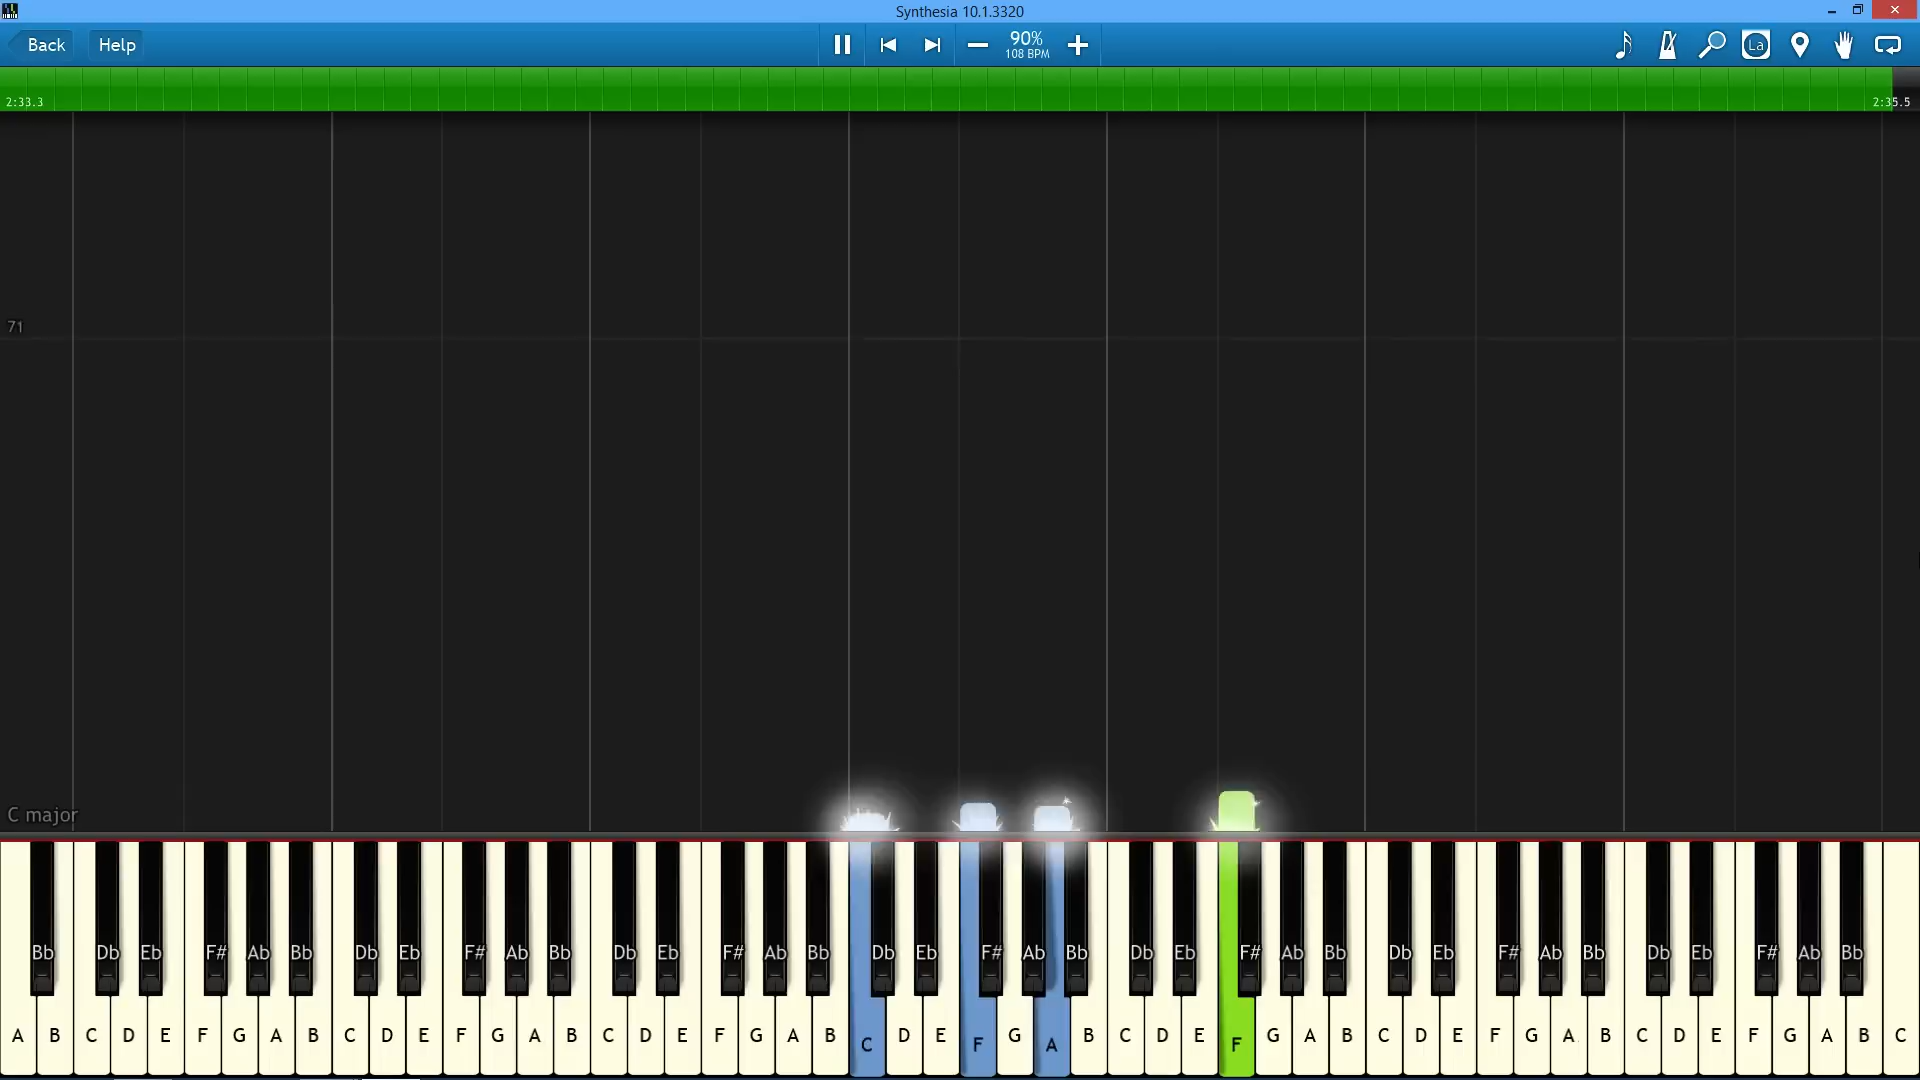 Synthesia 10.1.3320
Back Help 90% La
108 BPM
2:33.3 2:35.5
71
C major
Bb Db Eb F# Ab Bb Db Eb F# Ab Bb Db Eb F# Ab Bb Db Eb F# Ab Bb Db Eb F# Ab Bb Db Eb F# Ab Bb Db Eb F# Ab Bb
A B C D E F G A B C D E F G A B C D E F G A B C D E F G A B C D E F G A B C D E F G A B C D E F G A B C